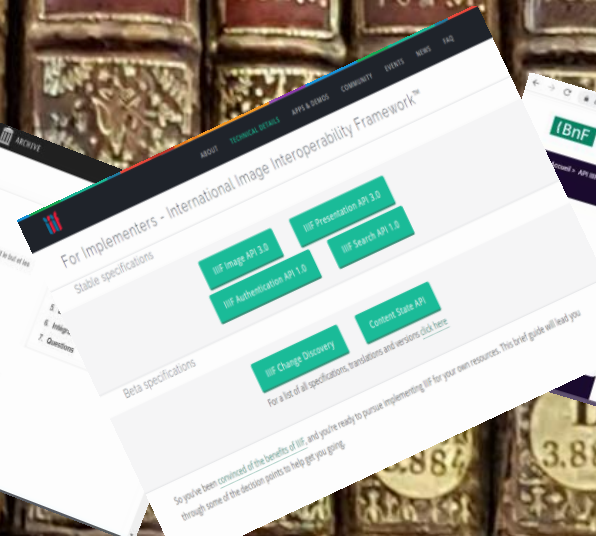 ARCHIVE
ABOUT TECHNICAL DETAILS APPS & DEMOS COMMUNITY EVENTS NEWS FAQ
For Implementers - International Image Interoperability Framework™
Stable specifications
IIIF Image API 3.0
IIIF Presentation API 3.0
IIIF Authentication API 1.0
IIIF Search API 1.0
Beta specifications
IIIF Change Discovery
Content State API
For a list of all specifications, translations and versions click here
So you've been convinced of the benefits of IIIF, and you're ready to pursue implementing IIIF for your own resources. This brief guide will lead you
through some of the decision points to help get you going.
6.
7. Questions
{BnF
Accueil > API
.884
3.88